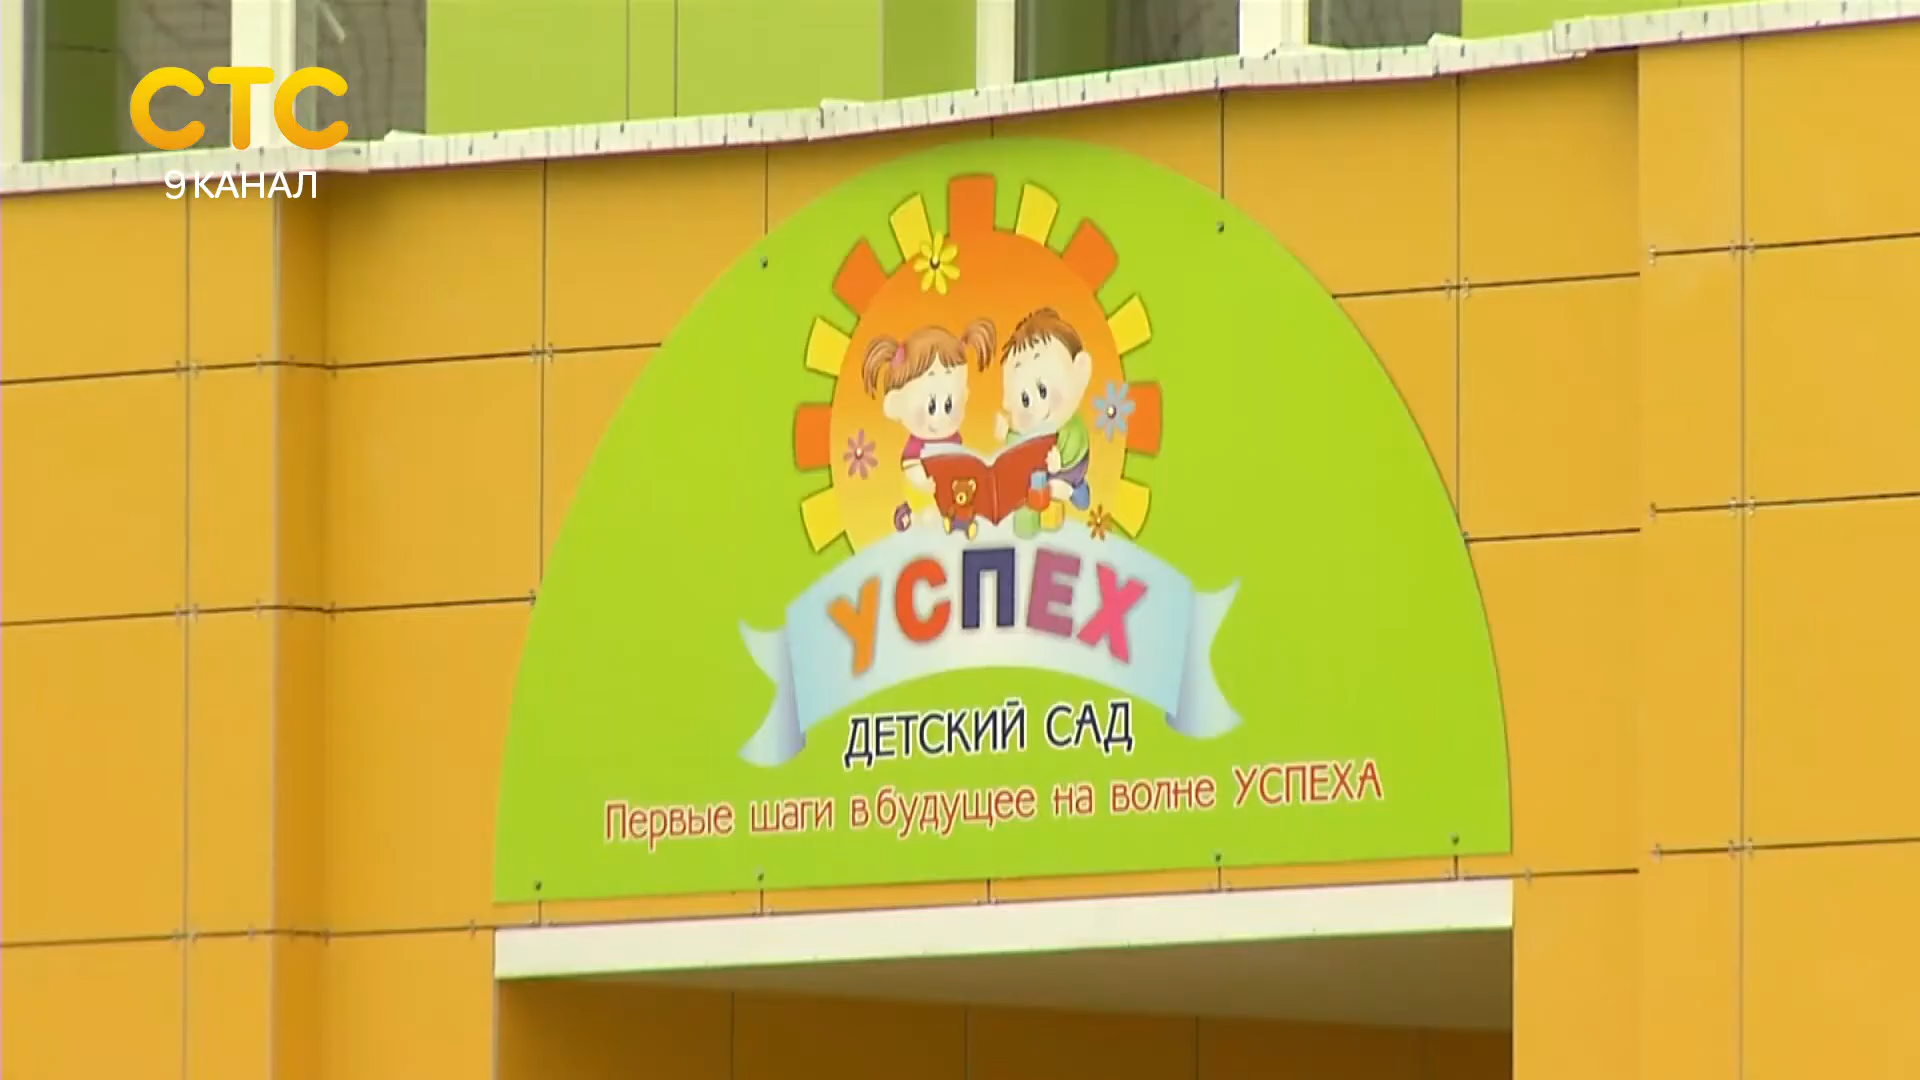 СТС
9 КАНАЛ
УСПЕХ
ДЕТСКИЙ САД
Первые шаги в будущее на волне УСПЕХА